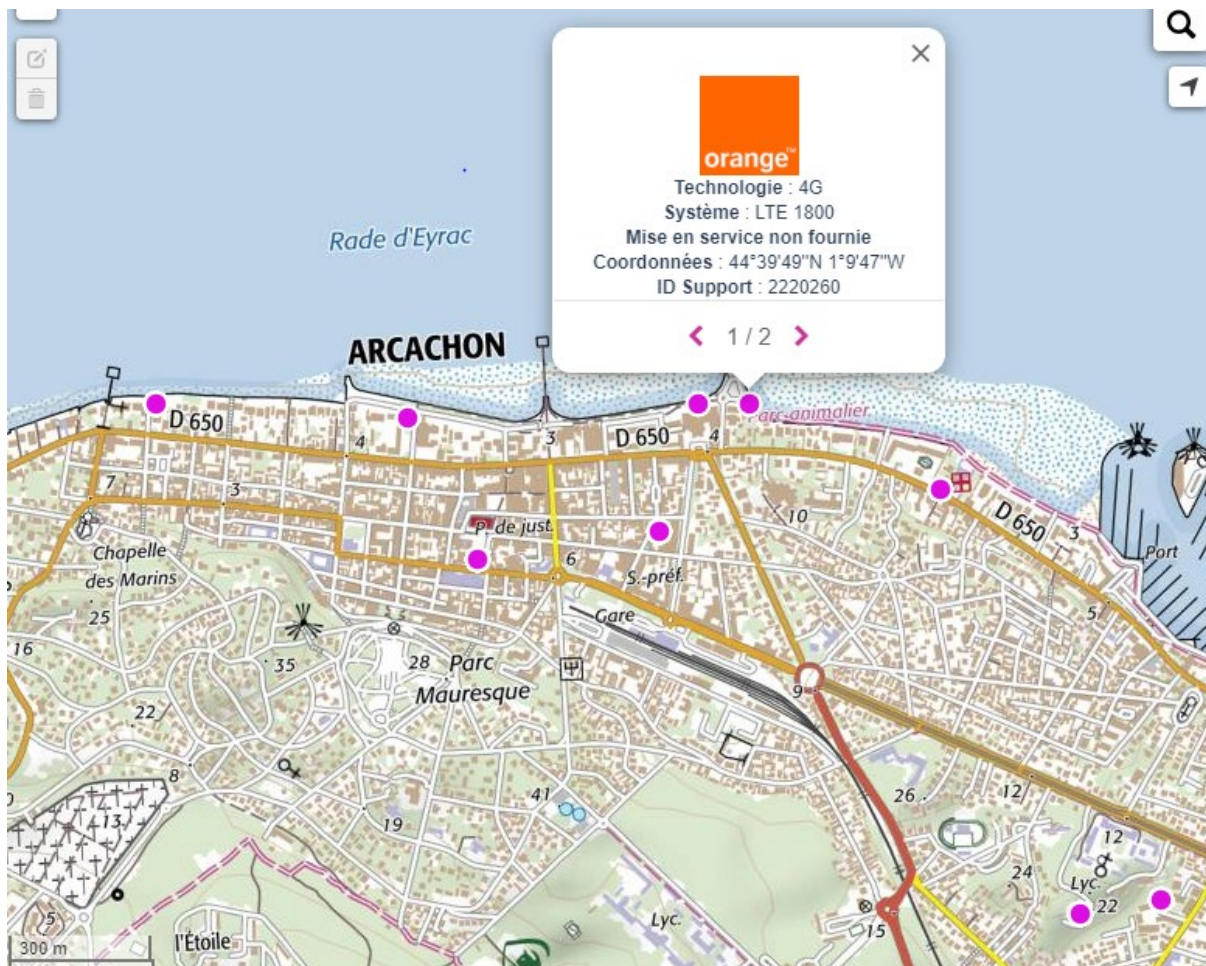 orange™
Technologie : 4G
Système : LTE 1800
Mise en service non fournie
Coordonnées : 44°39'49"N 1°9'47"W
ID Support : 2220260
1 / 2
Rade d'Eyrac
ARCACHON
D 650
D 650
arc-animalier
4
3
4
7
3
10
D 650
3
Port
P. de just.
6
S.-préf.
Chapelle
des Marins
25
Gare
5
16
35
28
Parc
Mauresque
9
22
8
41
26
12
13
19
12
24
Lyc.
22
5
l'Étoile
Lyc.
15
300 m